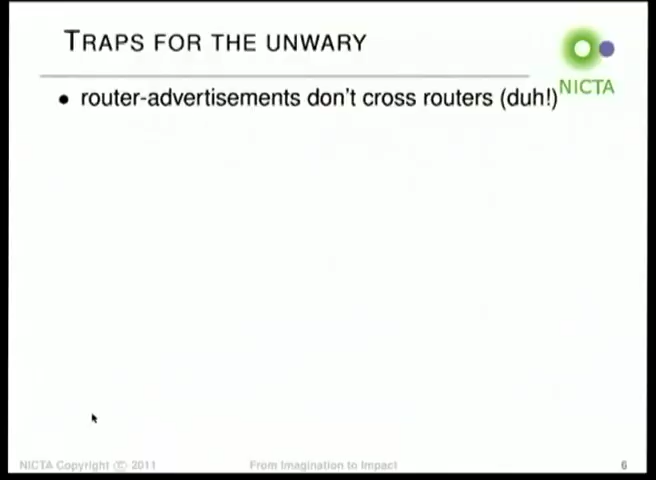 TRAPS FOR THE UNWARY
• router-advertisements don't cross routers (duh!)
NICTA
NICTA Copyright © 2011
From Imagination to Impact
6